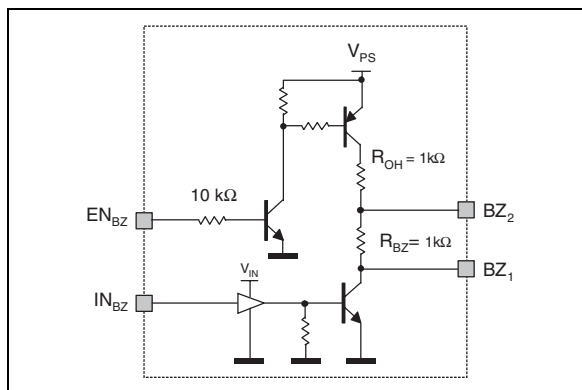 V_PS
R_OH = 1kΩ
10 kΩ
EN_BZ
BZ_2
R_BZ= 1kΩ
BZ_1
V_IN
IN_BZ